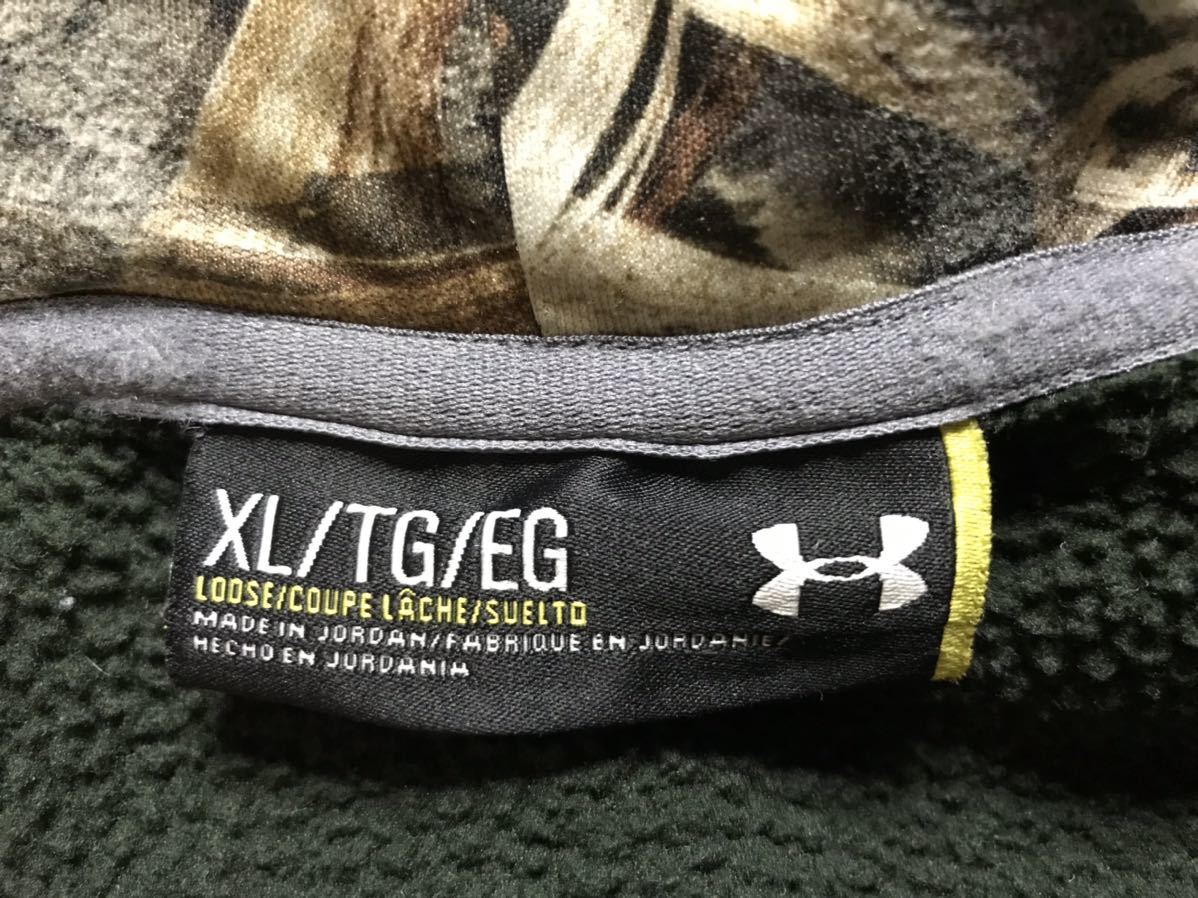 XL/TG/EG
LOOSE/COUPE LÂCHE/SUELTO
MADE IN JORDAN/FABRIQUE EN JORDANIE/
HECHO EN JORDANIA